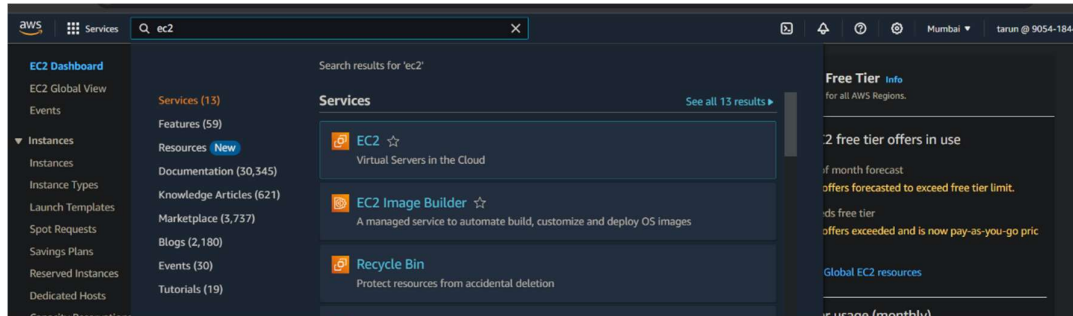 aws
Services
ec2
Mumbai
tarun @ 9054-184
EC2 Dashboard
EC2 Global View
Events
Instances
Instances
Instance Types
Launch Templates
Spot Requests
Savings Plans
Reserved Instances
Dedicated Hosts
Search results for 'ec2'
Services (13)
Features (59)
Resources New
Documentation (30,345)
Knowledge Articles (621)
Marketplace (3,737)
Blogs (2,180)
Events (30)
Tutorials (19)
Services
See all 13 results
EC2
Virtual Servers in the Cloud
EC2 Image Builder
A managed service to automate build, customize and deploy OS images
Recycle Bin
Protect resources from accidental deletion
Free Tier Info
for all AWS Regions.
2 free tier offers in use
of month forecast
offers forecasted to exceed free tier limit.
ds free tier
offers exceeded and is now pay-as-you-go pric
Global EC2 resources
usage (monthly)